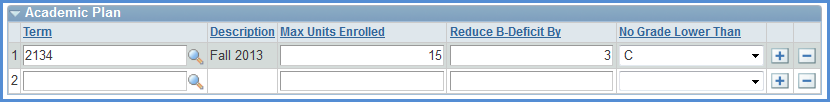 Academic Plan
Term Description Max Units Enrolled Reduce B-Deficit By No Grade Lower Than
1 2134 Fall 2013 15 3 C
2